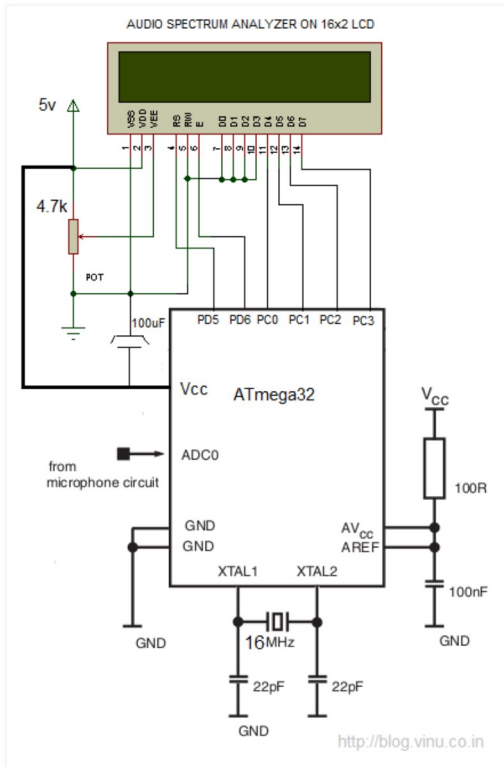 AUDIO SPECTRUM ANALYZER ON 16x2 LCD
5v
VSS VDD VEE RS RW E D0 D1 D2 D3 D4 D5 D6 D7
1 2 3 4 5 6 7 8 9 10 11 12 13 14
4.7k
POT
100uF
PD5 PD6 PC0 PC1 PC2 PC3
Vcc
ATmega32
VCC
ADC0
from
microphone circuit
100R
GND
GND
AVCC
AREF
XTAL1 XTAL2
100nF
GND
16MHz
GND
22pF 22pF
GND
http://blog.vinu.co.in